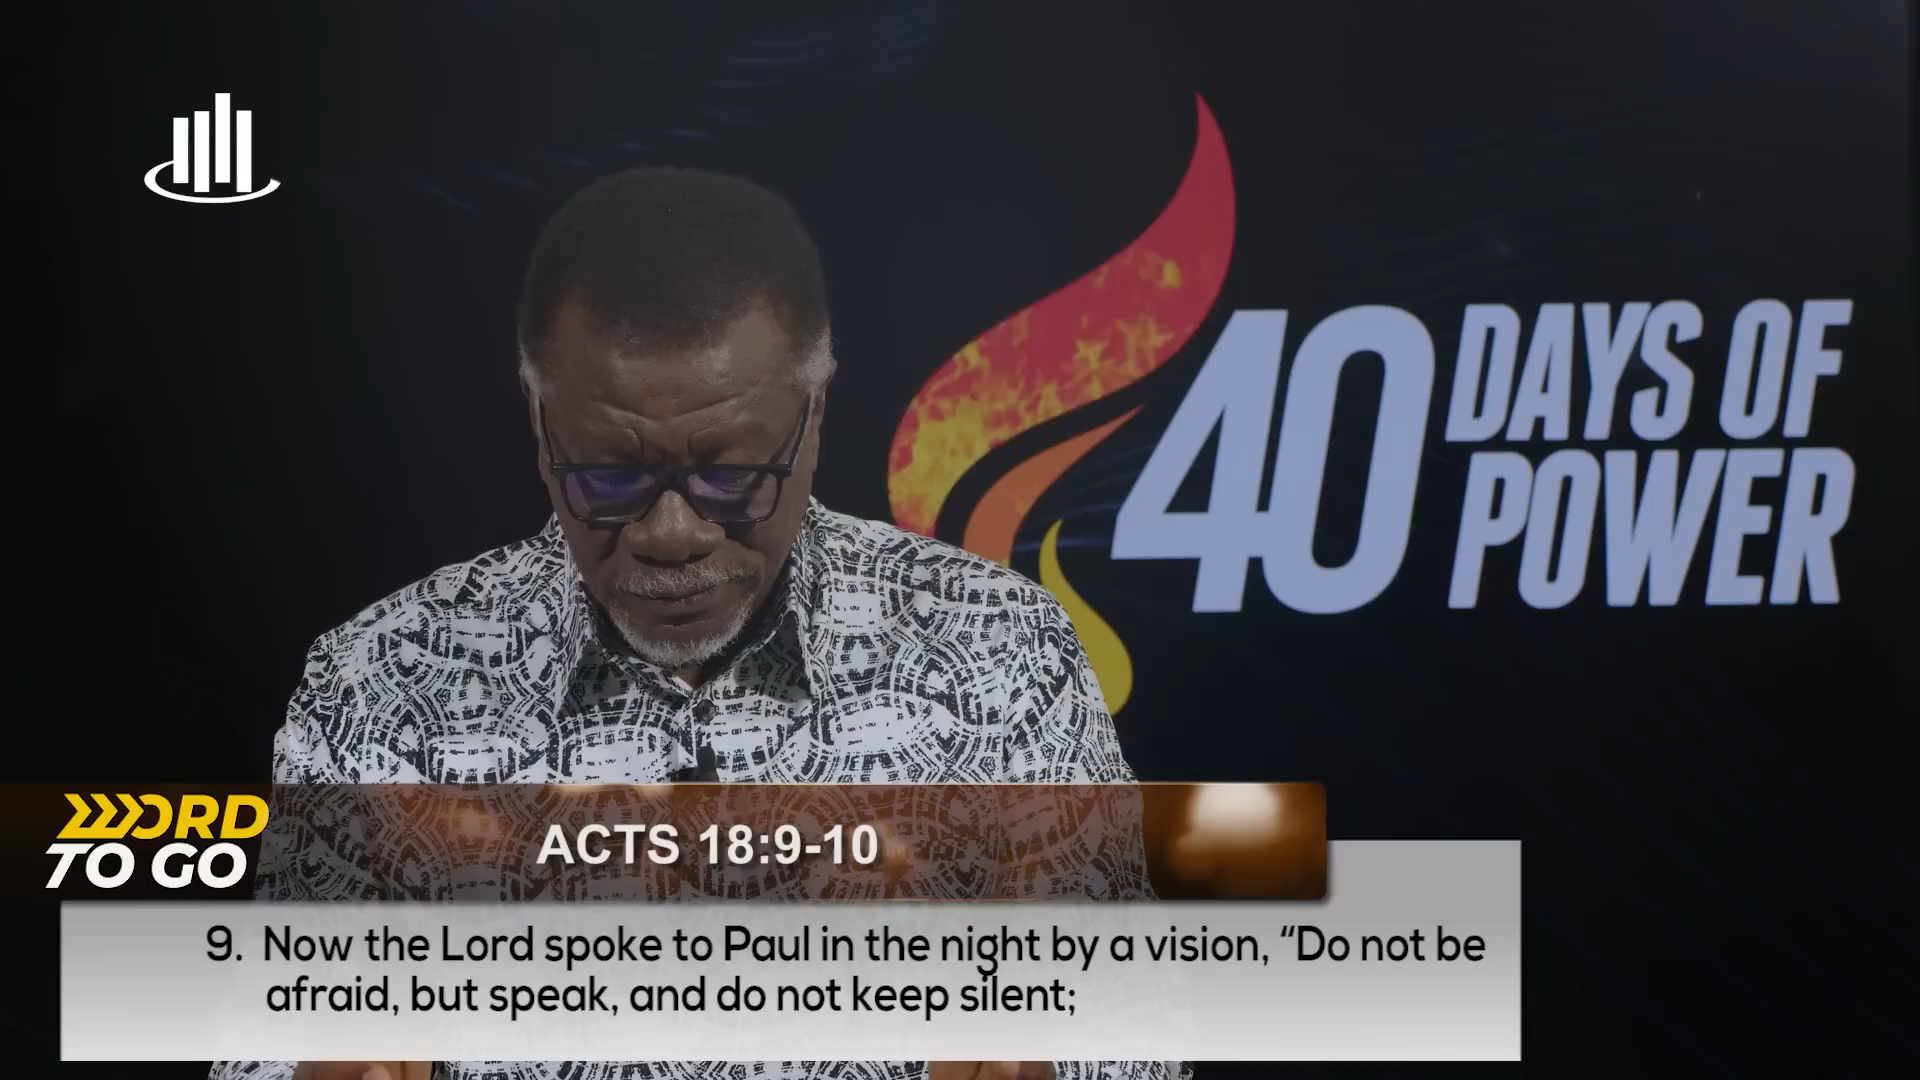 40 DAYS OF
POWER
WORD
TO GO
ACTS 18:9-10
9. Now the Lord spoke to Paul in the night by a vision, “Do not be
afraid, but speak, and do not keep silent;